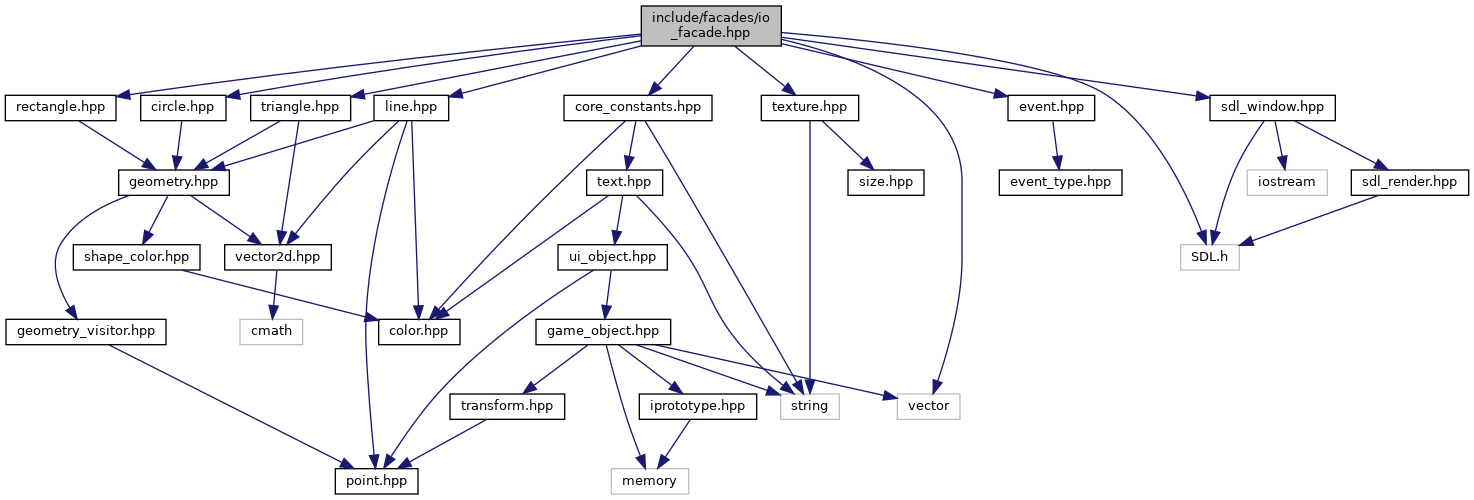 include/facades/io
_facade.hpp
rectangle.hpp
circle.hpp
triangle.hpp
line.hpp
core_constants.hpp
texture.hpp
event.hpp
sdl_window.hpp
geometry.hpp
text.hpp
size.hpp
event_type.hpp
iostream
sdl_render.hpp
shape_color.hpp
vector2d.hpp
ui_object.hpp
SDL.h
geometry_visitor.hpp
cmath
color.hpp
game_object.hpp
transform.hpp
iprototype.hpp
string
vector
point.hpp
memory